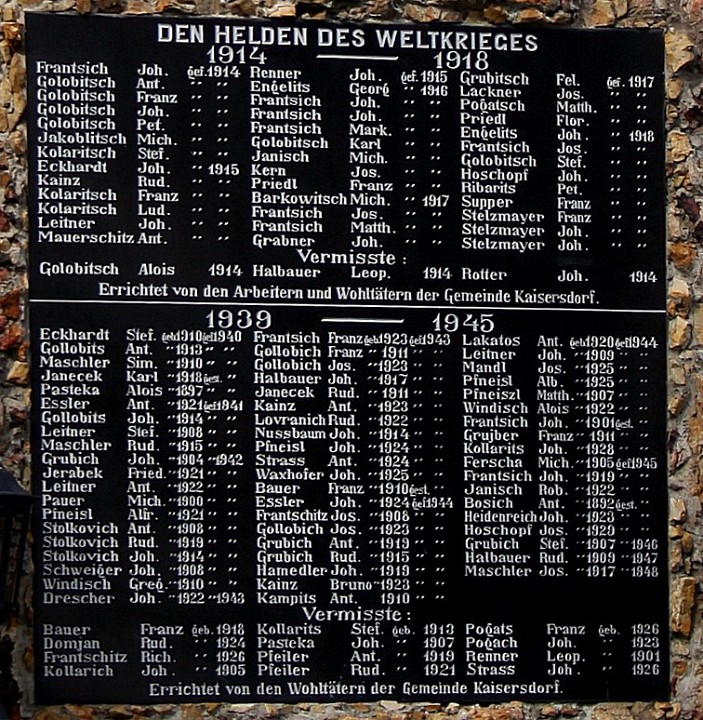 DEN HELDEN DES WELTKRIEGES
1914 — 1918
Frantsich Joh. gef. 1914
Golobitsch Ant. " "
Golobitsch Franz " "
Golobitsch Joh. " "
Golobitsch Pet. " "
Jakoblitsch Mich. " "
Kolaritsch Stef. " "
Eckhardt Joh. " 1915
Kainz Rud. " "
Kolaritsch Franz " "
Kolaritsch Lud. " "
Leitner Joh. " "
Mauerschitz Ant. " "
Renner Joh. gef. 1915
Engelits Georg " 1916
Frantsich Joh. " "
Frantsich Joh. " "
Frantsich Mark. " "
Golobitsch Karl " "
Janisch Mich. " "
Kern Jos. " "
Priedl Franz " "
Barkowitsch Mich. " 1917
Frantsich Jos. " "
Frantsich Matth. " "
Grabner Joh. " "
Grubitsch Fel. gef. 1917
Lackner Jos. " "
Pogatsch Matth. " "
Priedl Flor. " "
Engelits Joh. " 1918
Frantsich Jos. " "
Golobitsch Stef. " "
Hoschopf Joh. " "
Ribarits Pet. " "
Supper Franz " "
Stelzmayer Franz " "
Stelzmayer Joh. " "
Stelzmayer Joh. " "
Vermisste :
Golobitsch Alois 1914 Halbauer Leop. 1914 Rotter Joh. 1914
Errichtet von den Arbeitern und Wohltätern der Gemeinde Kaisersdorf.
1939 — 1945
Eckhardt Stef. geb. 1910 gef. 1940
Gollobits Ant. " 1913 " "
Maschler Sim. " 1910 " "
Janecek Karl " 1918 gest. "
Pasteka Alois " 1897 " "
Essler Ant. " 1921 gef. 1941
Gollobits Joh. " 1914 " "
Leitner Stef. " 1908 " "
Maschler Rud. " 1915 " "
Grubich Joh. " 1904 " 1942
Jerabek Fried. " 1921 " "
Leitner Ant. " 1922 " "
Pauer Mich. " 1900 " "
Pfneisl Alfr. " 1921 " "
Stolkovich Ant. " 1908 " "
Stolkovich Rud. " 1919 " "
Stolkovich Joh. " 1914 " "
Schweiger Joh. " 1908 " "
Windisch Greg. " 1910 " "
Drescher Joh. " 1922 " 1943
Frantsich Franz geb. 1923 gef. 1943
Gollobich Franz " 1911 " "
Gollobich Jos. " 1923 " "
Halbauer Joh. " 1917 " "
Janecek Rud. " 1911 " "
Kainz Ant. " 1923 " "
Lovranich Rud. " 1922 " "
Nussbaum Joh. " 1914 " "
Pfneisl Joh. " 1924 " "
Strass Ant. " 1924 " "
Waxhofer Joh. " 1925 " "
Bauer Franz " 1910 gest. "
Essler Joh. " 1924 gef. 1944
Frantschitz Jos. " 1908 " "
Gollobich Jos. " 1923 " "
Grubich Ant. " 1919 " "
Grubich Rud. " 1915 " "
Hamedler Joh. " 1919 " "
Kainz Bruno " 1923 " "
Kampits Ant. " 1910 " "
Lakatos Ant. geb. 1920 gef. 1944
Leitner Joh. " 1909 " "
Mandl Jos. " 1925 " "
Pfneisl Alb. " 1925 " "
Pfneiszl Matth. " 1907 " "
Windisch Alois " 1922 " "
Frantsich Joh. " 1901 gest. "
Grujber Franz " 1911 " "
Kollarits Joh. " 1928 " "
Ferscha Mich. " 1905 gef. 1945
Frantsich Joh. " 1919 " "
Janisch Rob. " 1922 " "
Bosich Ant. " 1892 gest. "
Heidenreich Joh. " 1923 " "
Hoschopf Jos. " 1929 " "
Grubich Stef. " 1907 " 1946
Halbauer Rud. " 1909 " 1947
Maschler Jos. " 1917 " 1948
Vermisste :
Bauer Franz geb. 1918 Kollarits Stef. geb. 1913 Pogats Franz geb. 1926
Domjan Rud. " 1924 Pasteka Joh. " 1907 Pogach Joh. " 1923
Frantschitz Rich. " 1926 Pfeiler Ant. " 1919 Renner Leop. " 1901
Kollarich Joh. " 1905 Pfeiler Rud. " 1921 Strass Joh. " 1926
Errichtet von den Wohltätern der Gemeinde Kaisersdorf.